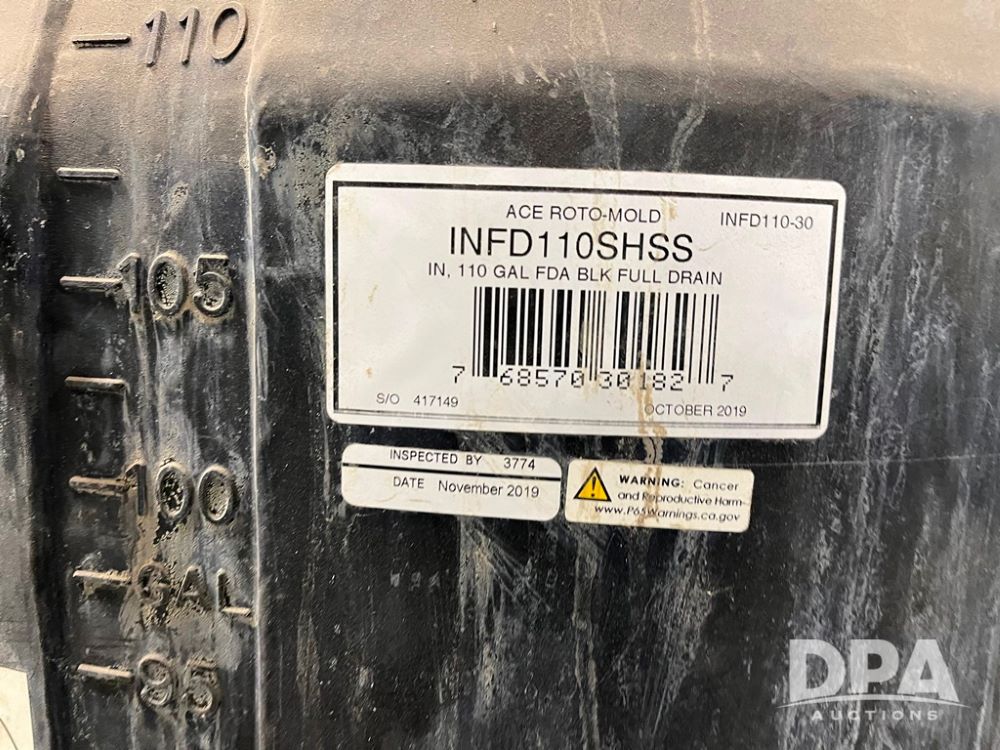 110
105
100
GAL
95
ACE ROTO-MOLD
INFD110-30
INFD110SHSS
IN, 110 GAL FDA BLK FULL DRAIN
7 68570 30182 7
S/O 417149
OCTOBER 2019
INSPECTED BY 3774
DATE November 2019
WARNING: Cancer
and Reproductive Harm-
www.P65Warnings.ca.gov
DPA
AUCTIONS